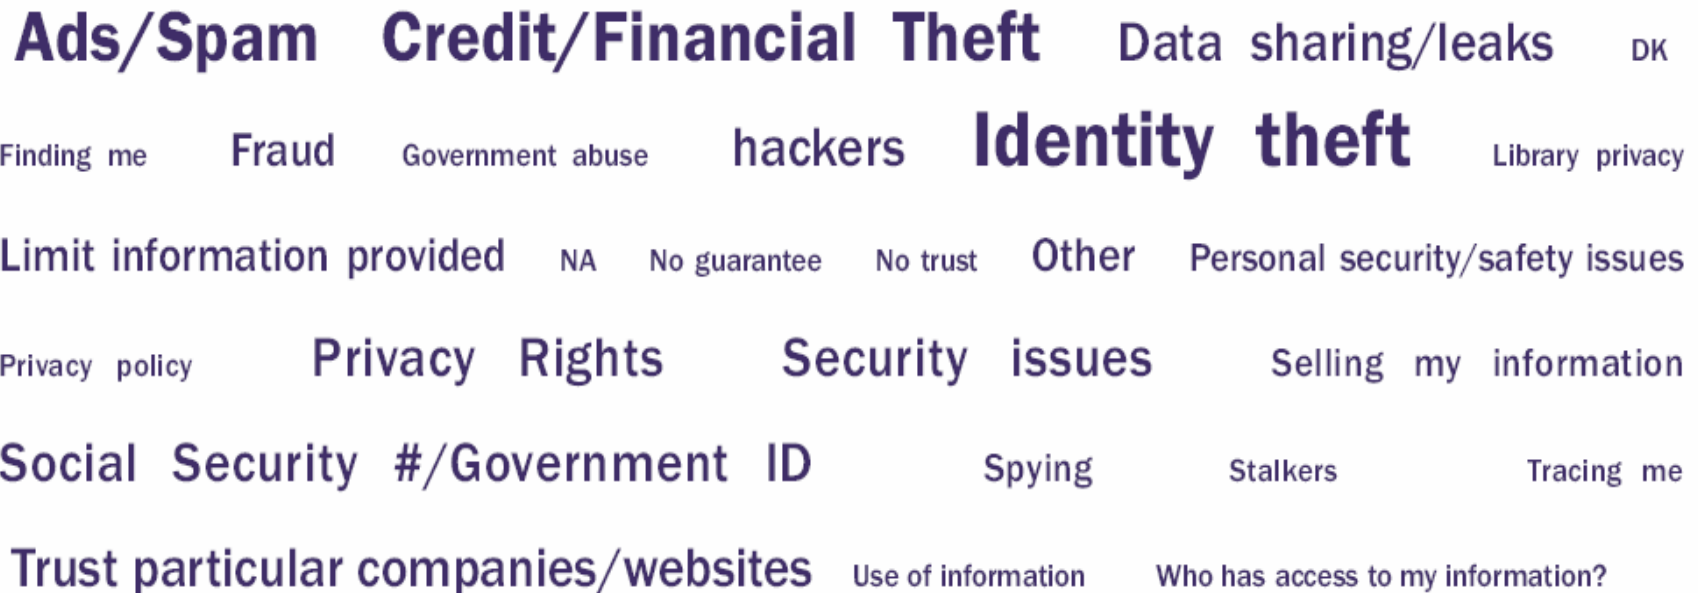 Ads/Spam Credit/Financial Theft Data sharing/leaks DK
Finding me Fraud Government abuse hackers Identity theft Library privacy
Limit information provided NA No guarantee No trust Other Personal security/safety issues
Privacy policy Privacy Rights Security issues Selling my information
Social Security #/Government ID Spying Stalkers Tracing me
Trust particular companies/websites Use of information Who has access to my information?